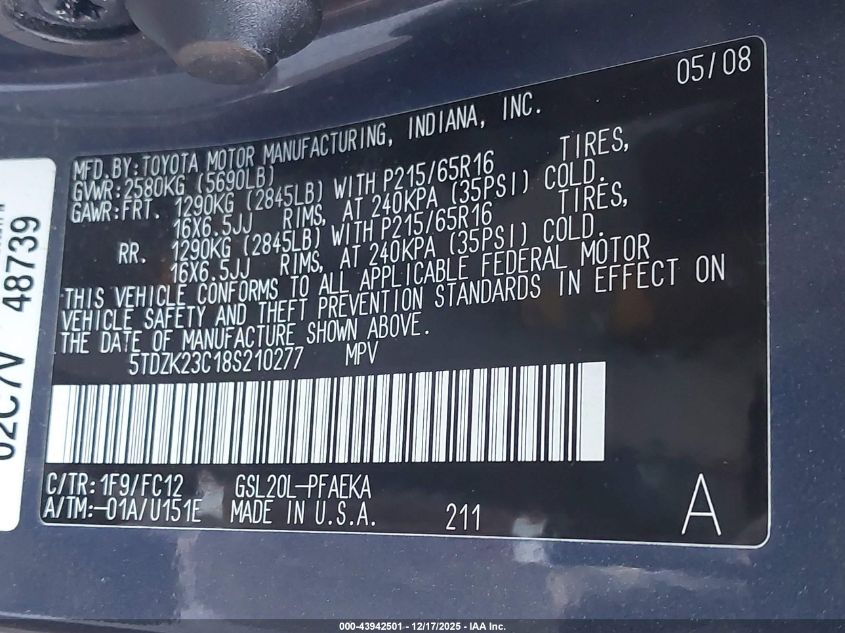 05/08
MFD.BY:TOYOTA MOTOR MANUFACTURING, INDIANA, INC.
GVWR:2580KG (5690LB)
GAWR:FRT. 1290KG (2845LB) WITH P215/65R16 TIRES,
16X6.5JJ RIMS, AT 240KPA (35PSI) COLD.
RR. 1290KG (2845LB) WITH P215/65R16 TIRES,
16X6.5JJ RIMS, AT 240KPA (35PSI) COLD.
THIS VEHICLE CONFORMS TO ALL APPLICABLE FEDERAL MOTOR
VEHICLE SAFETY AND THEFT PREVENTION STANDARDS IN EFFECT ON
THE DATE OF MANUFACTURE SHOWN ABOVE.
5TDZK23C18S210277 MPV
C/TR:1F9/FC12 GSL20L-PFAEKA
A/TM:-01A/U151E MADE IN U.S.A. 211 A
48739
02C7V
000-43942501 - 12/17/2025 - IAA Inc.